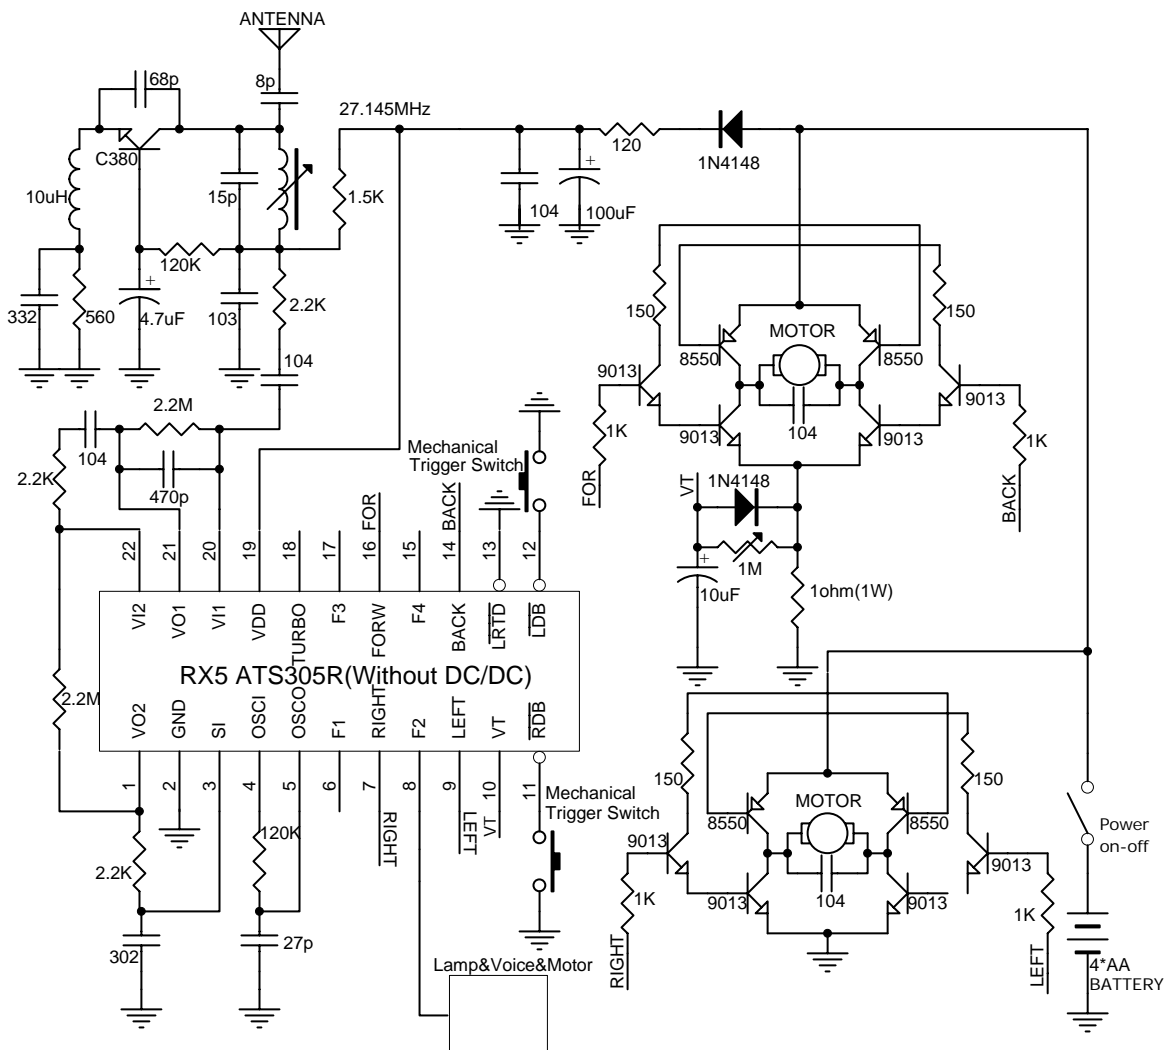 ANTENNA
68p
8p
27.145MHz
C380
120
1N4148
10uH
15p
1.5K
104
100uF
120K
332
560
4.7uF
103
2.2K
150
150
MOTOR
8550
8550
104
9013
9013
2.2M
104
2.2K
470p
Mechanical
Trigger Switch
1K
9013
104
9013
1K
FOR
BACK
VT
1N4148
1M
10uF
1ohm(1W)
FOR
BACK
22
21
20
19
18
17
16
15
14
13
12
VI2
VO1
VI1
VDD
TURBO
F3
FORW
F4
BACK
LRTD
LDB
RX5 ATS305R(Without DC/DC)
2.2M
VO2
GND
SI
OSCI
OSCO
F1
RIGHT
F2
LEFT
VT
RDB
1
2
3
4
5
6
7
8
9
10
11
RIGHT
LEFT
VT
Mechanical
Trigger Switch
120K
2.2K
302
27p
Lamp&Voice&Motor
150
150
MOTOR
8550
8550
9013
9013
1K
9013
104
9013
1K
RIGHT
LEFT
Power
on-off
4*AA
BATTERY